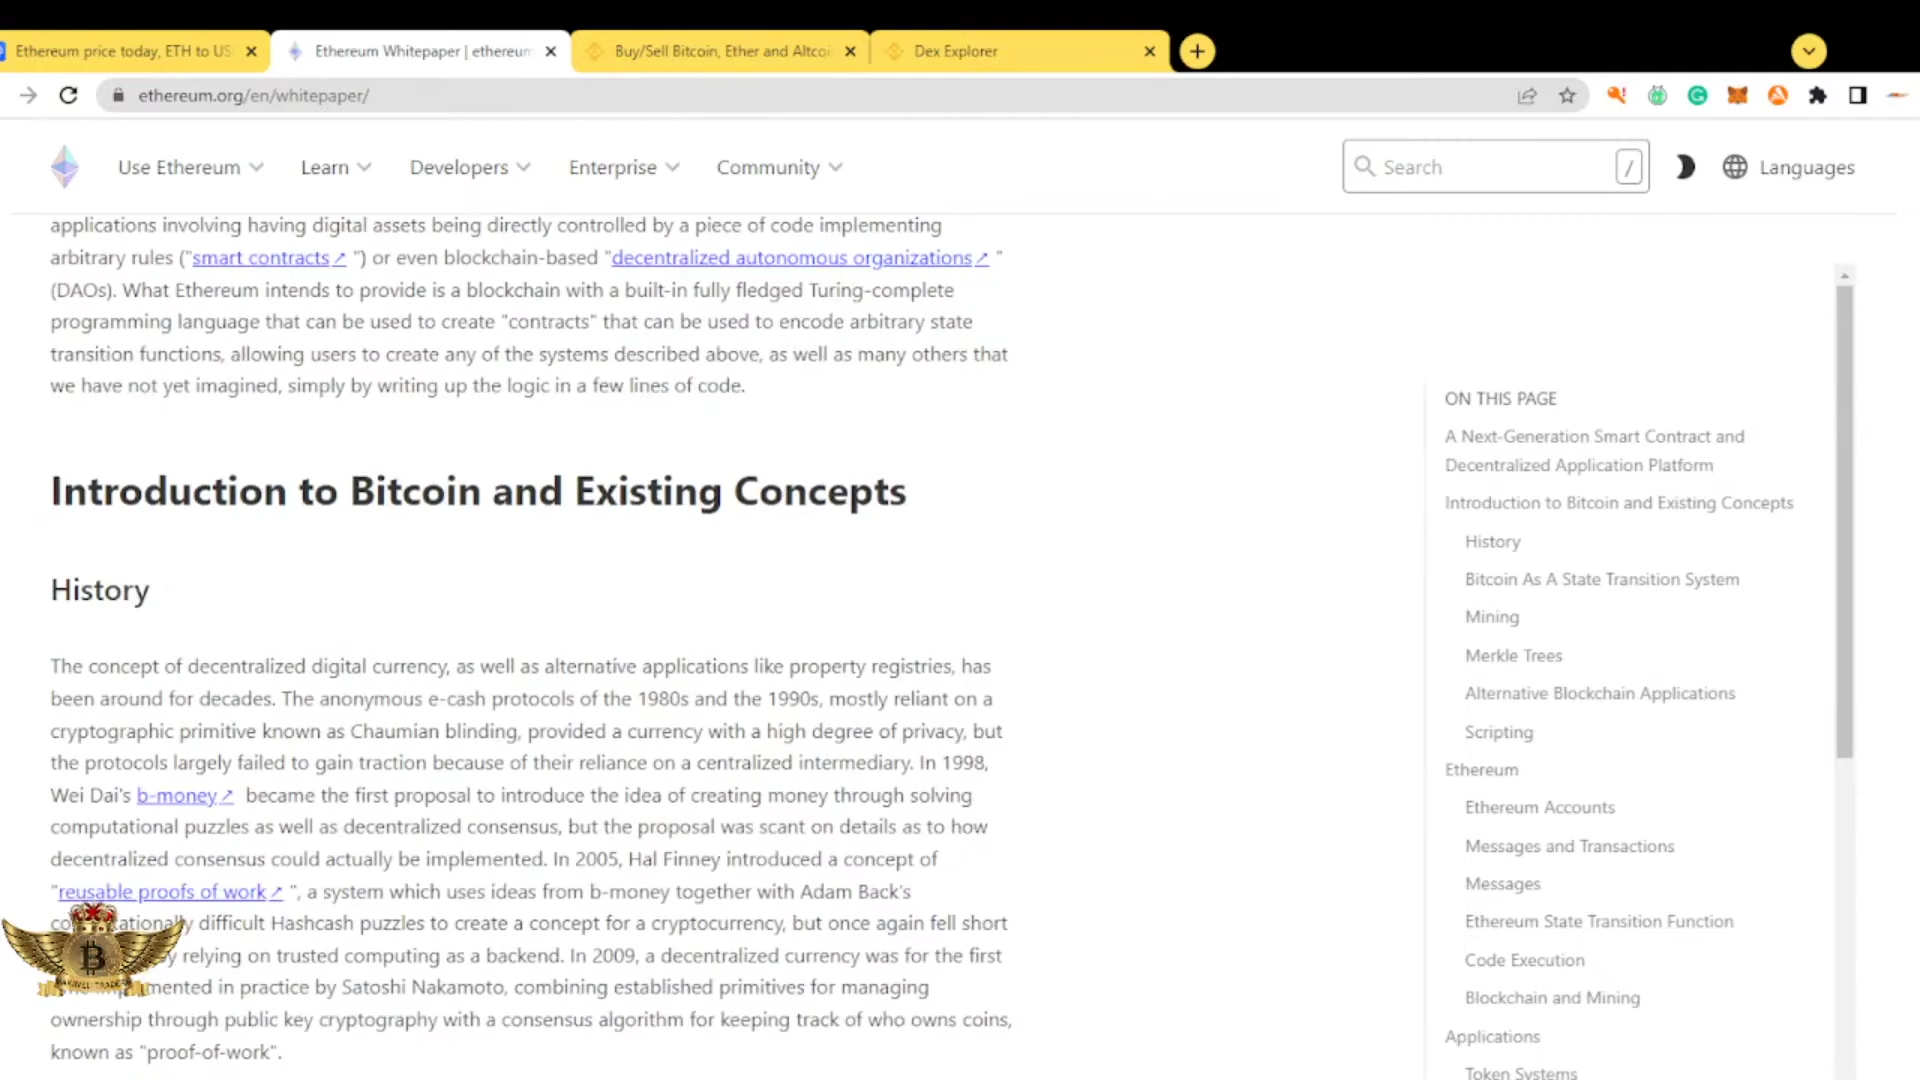 Ethereum price today, ETH to US
Ethereum Whitepaper | ethereum
Buy/Sell Bitcoin, Ether and Altcoi
Dex Explorer
ethereum.org/en/whitepaper/
Use Ethereum
Learn
Developers
Enterprise
Community
Search
/
Languages
applications involving having digital assets being directly controlled by a piece of code implementing
arbitrary rules ("smart contracts↗ ") or even blockchain-based "decentralized autonomous organizations↗ "
(DAOs). What Ethereum intends to provide is a blockchain with a built-in fully fledged Turing-complete
programming language that can be used to create "contracts" that can be used to encode arbitrary state
transition functions, allowing users to create any of the systems described above, as well as many others that
we have not yet imagined, simply by writing up the logic in a few lines of code.
Introduction to Bitcoin and Existing Concepts
History
The concept of decentralized digital currency, as well as alternative applications like property registries, has
been around for decades. The anonymous e-cash protocols of the 1980s and the 1990s, mostly reliant on a
cryptographic primitive known as Chaumian blinding, provided a currency with a high degree of privacy, but
the protocols largely failed to gain traction because of their reliance on a centralized intermediary. In 1998,
Wei Dai's b-money↗ became the first proposal to introduce the idea of creating money through solving
computational puzzles as well as decentralized consensus, but the proposal was scant on details as to how
decentralized consensus could actually be implemented. In 2005, Hal Finney introduced a concept of
"reusable proofs of work↗ ", a system which uses ideas from b-money together with Adam Back's
difficult Hashcash puzzles to create a concept for a cryptocurrency, but once again fell short
relying on trusted computing as a backend. In 2009, a decentralized currency was for the first
in practice by Satoshi Nakamoto, combining established primitives for managing
ownership through public key cryptography with a consensus algorithm for keeping track of who owns coins,
known as "proof-of-work".
ON THIS PAGE
A Next-Generation Smart Contract and
Decentralized Application Platform
Introduction to Bitcoin and Existing Concepts
History
Bitcoin As A State Transition System
Mining
Merkle Trees
Alternative Blockchain Applications
Scripting
Ethereum
Ethereum Accounts
Messages and Transactions
Messages
Ethereum State Transition Function
Code Execution
Blockchain and Mining
Applications
Token Systems